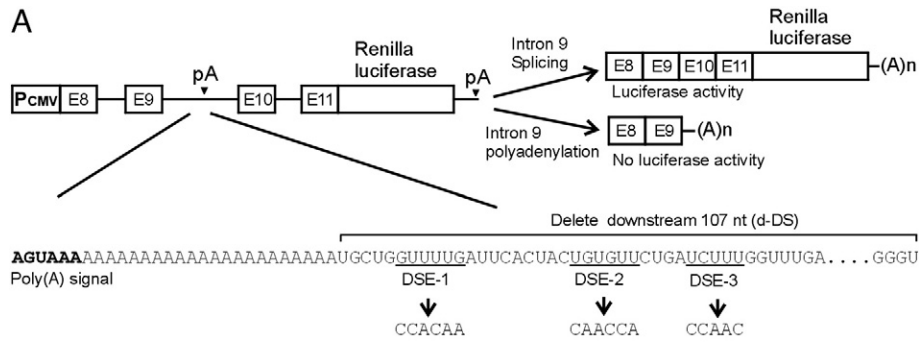 A
Renilla
luciferase
Intron 9
Splicing
E8 E9 E10 E11 -(A)n
Luciferase activity
Renilla
luciferase
pA
pA
PCMV E8 E9 E10 E11
Intron 9
polyadenylation
E8 E9 -(A)n
No luciferase activity
Delete downstream 107 nt (d-DS)
AGUAAAAAAAAAAAAAAAAAAAAAAAAAAAAAUGCUGGUUUUGAUUCACUACUGUGUUCUGAUCUUUGGUUUGA....GGGU
Poly(A) signal
DSE-1 DSE-2 DSE-3
CCACAA CAACCA CCAAC